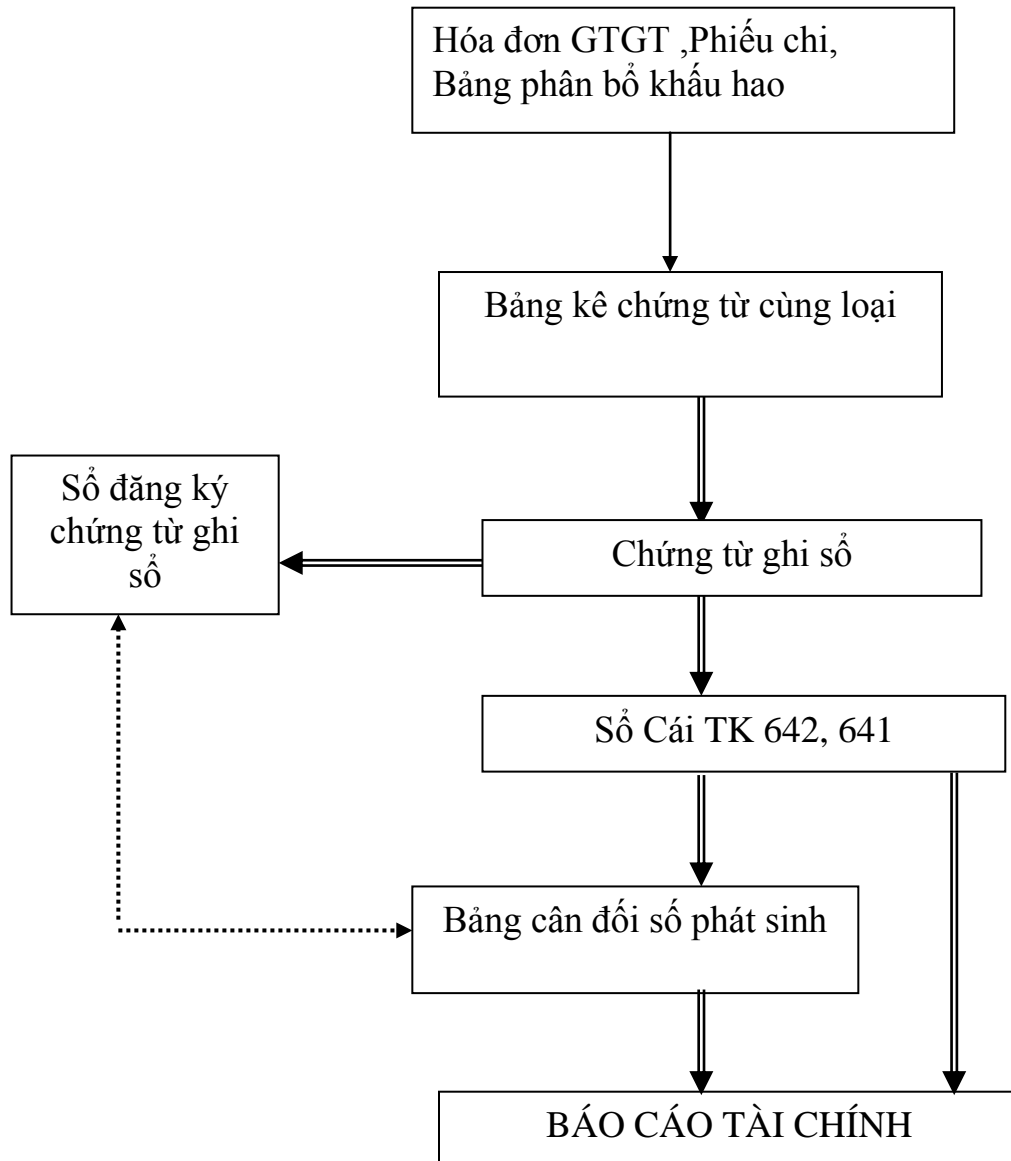 Hóa đơn GTGT ,Phiếu chi,
Bảng phân bổ khấu hao
Bảng kê chứng từ cùng loại
Sổ đăng ký
chứng từ ghi
sổ
Chứng từ ghi sổ
Sổ Cái TK 642, 641
Bảng cân đối số phát sinh
BÁO CÁO TÀI CHÍNH